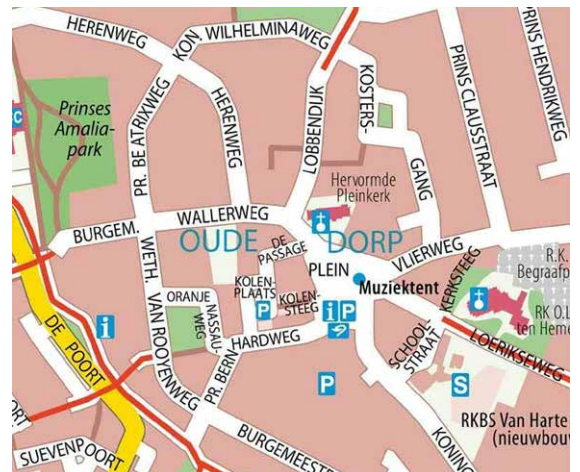 HERENWEG
KON. WILHELMINAWEG
Prinses
Amalia-
park
PR. BEATRIXWEG
HERENWEG
LOBBENDIJK
KOSTERS-
GANG
PRINS CLAUSSTRAAT
PRINS HENDRIKWEG
Hervormde
Pleinkerk
BURGEM. WALLERWEG
OUDE DORP
DE
PASSAGE
PLEIN
VLIERWEG
Muziektent
KERKSTEEG
R.K.
Begraafp
RK O.L
ten Heme
WETH. VAN ROOYENWEG
ORANJE
NASSAU-
WEG
KOLEN-
PLAATS
P
KOLEN-
STEEG
i P
i
DE POORT
PR. BERN
HARDWEG
P
SCHOOL-
STRAAT
LOERIKSEWEG
S
RKBS Van Harte
(nieuwbouw
ORT
SUEVENPOORT
BURGEMEESTE
KONING